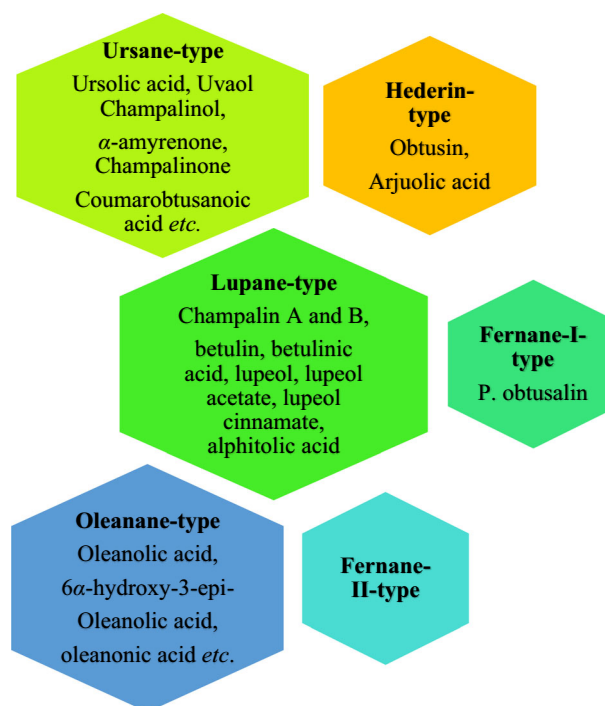 Ursane-type
Ursolic acid, Uvaol
Champalinol,
α-amyrenone,
Champalinone
Coumarobtusanoic
acid etc.
Hederin-
type
Obtusin,
Arjuolic acid
Lupane-type
Champalin A and B,
betulin, betulinic
acid, lupeol, lupeol
acetate, lupeol
cinnamate,
alphitolic acid
Fernane-I-
type
P. obtusalin
Oleanane-type
Oleanolic acid,
6α-hydroxy-3-epi-
Oleanolic acid,
oleanonic acid etc.
Fernane-
II-type